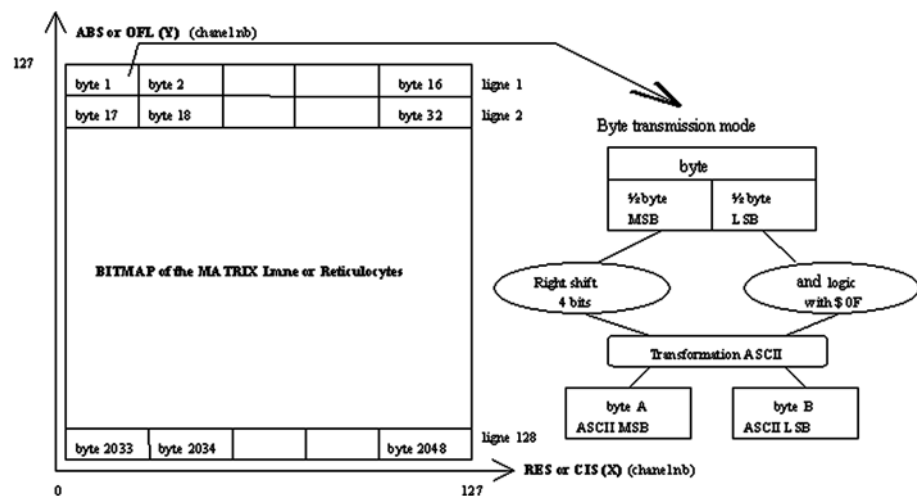 ABS or OFL (Y) (chanel nb)
127
byte 1 byte 2 byte 16 ligne 1
byte 17 byte 18 byte 32 ligne 2
Byte transmission mode
byte
½ byte ½ byte
MSB LSB
BITMAP of the MATRIX Lmne or Reticulocytes
Right shift and logic
4 bits with $ 0F
Transformation ASCII
byte A byte B
ASCII MSB ASCII LSB
byte 2033 byte 2034 byte 2048 ligne 128
RES or CIS (X) (chanel nb)
0 127